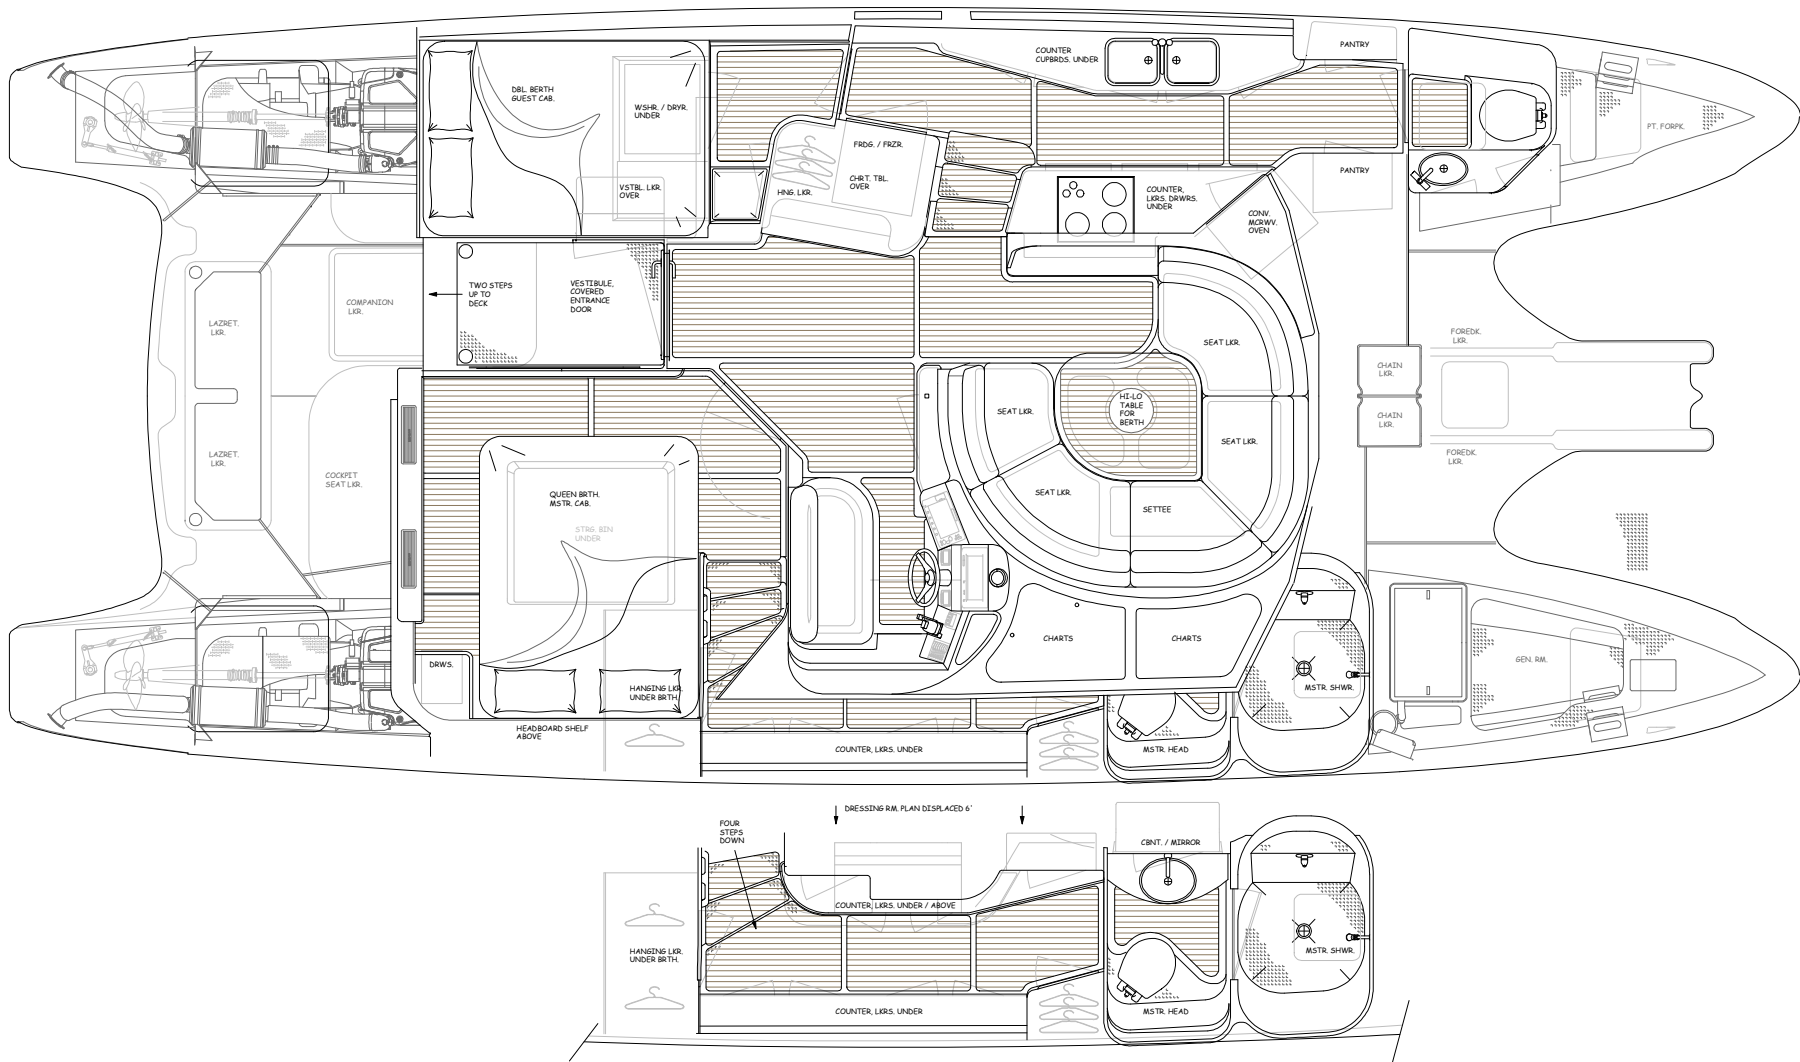 COUNTER
CUPBRDS. UNDER
PANTRY
DBL. BERTH
GUEST CAB.
WSHR. / DRYR.
UNDER
PT. FORPK.
FRDG. / FRZR.
CHRT. TBL.
OVER
HNG. LKR.
VSTBL. LKR.
OVER
PANTRY
COUNTER,
LKRS. DRWRS.
UNDER
CONV.
MCRWV.
OVEN
TWO STEPS
UP TO
DECK
VESTIBULE,
COVERED
ENTRANCE
DOOR
COMPANION
LKR.
LAZRET.
LKR.
FOREDK.
LKR.
SEAT LKR.
CHAIN
LKR.
HI-LO
TABLE
FOR
BERTH
SEAT LKR.
CHAIN
LKR.
SEAT LKR.
LAZRET.
LKR.
FOREDK.
LKR.
COCKPIT
SEAT LKR.
QUEEN BRTH.
MSTR. CAB.
SEAT LKR.
SETTEE
STRG. BIN
UNDER
CHARTS
CHARTS
DRWS.
GEN. RM.
HANGING LKR.
UNDER BRTH.
MSTR. SHWR.
HEADBOARD SHELF
ABOVE
COUNTER, LKRS. UNDER
MSTR. HEAD
DRESSING RM. PLAN DISPLACED 6'
FOUR
STEPS
DOWN
CBNT. / MIRROR
COUNTER, LKRS. UNDER / ABOVE
HANGING LKR.
UNDER BRTH.
MSTR. SHWR.
COUNTER, LKRS. UNDER
MSTR. HEAD